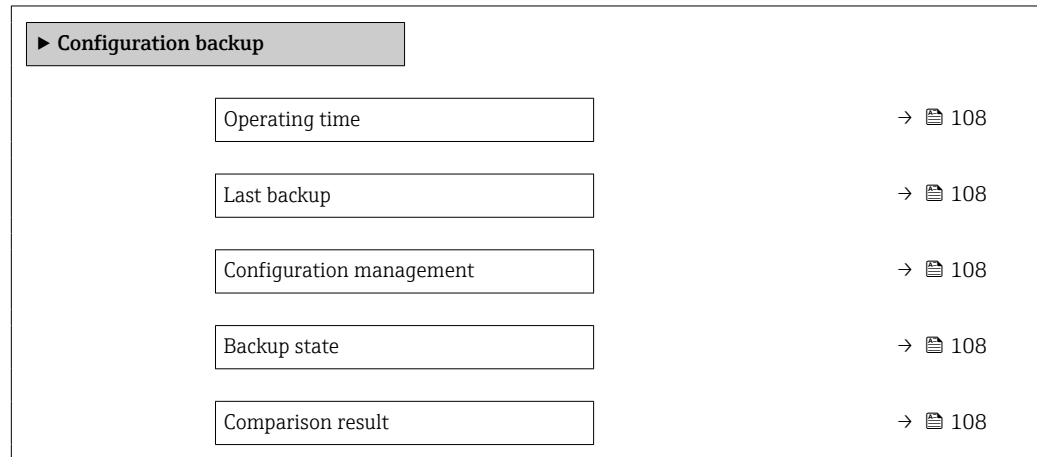 ▶ Configuration backup
Operating time → 🖹 108
Last backup → 🖹 108
Configuration management → 🖹 108
Backup state → 🖹 108
Comparison result → 🖹 108